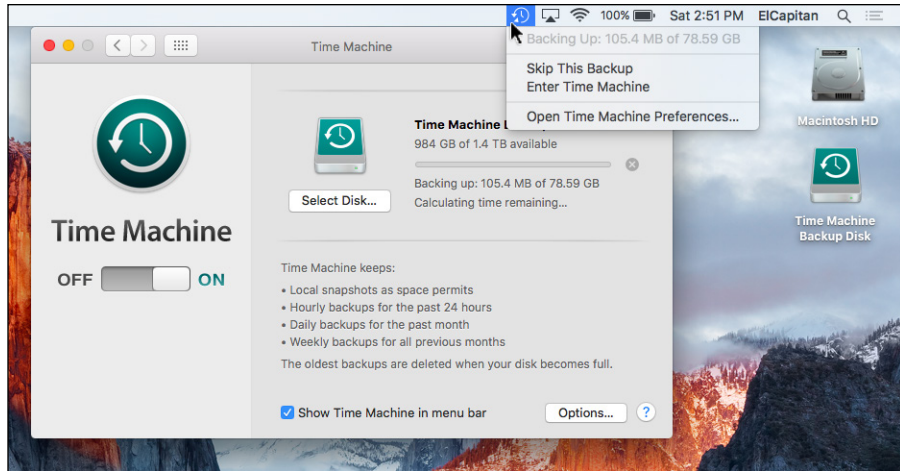 100% Sat 2:51 PM ElCapitan
Time Machine
Backing Up: 105.4 MB of 78.59 GB
Skip This Backup
Enter Time Machine
Open Time Machine Preferences...
Macintosh HD
Time Machine
Backup Disk
Time Machine
984 GB of 1.4 TB available
Backing up: 105.4 MB of 78.59 GB
Calculating time remaining...
Select Disk...
Time Machine
OFF ON
Time Machine keeps:
• Local snapshots as space permits
• Hourly backups for the past 24 hours
• Daily backups for the past month
• Weekly backups for all previous months
The oldest backups are deleted when your disk becomes full.
Show Time Machine in menu bar
Options...
?